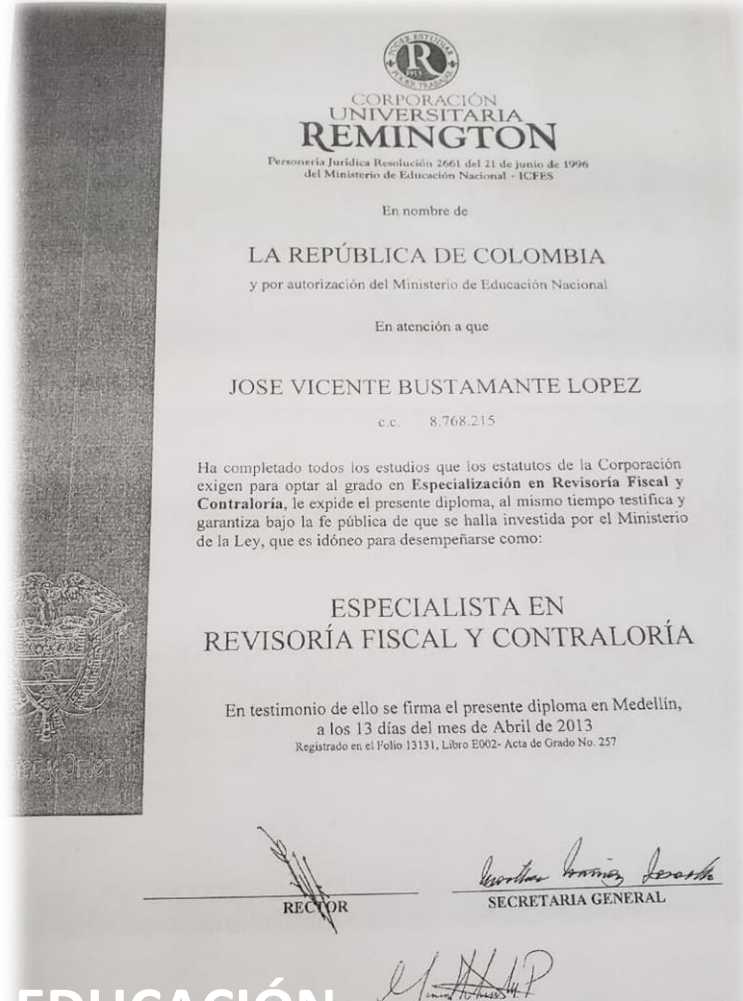 PODER ESTUDIAR
R
1915
PODER TRABAJAR
CORPORACIÓN
UNIVERSITARIA
REMINGTON
Personería Jurídica Resolución 2661 del 21 de junio de 1996
del Ministerio de Educación Nacional - ICFES
En nombre de
LA REPÚBLICA DE COLOMBIA
y por autorización del Ministerio de Educación Nacional
En atención a que
JOSE VICENTE BUSTAMANTE LOPEZ
c.c. 8.768.215
Ha completado todos los estudios que los estatutos de la Corporación
exigen para optar al grado en Especialización en Revisoría Fiscal y
Contraloría, le expide el presente diploma, al mismo tiempo testifica y
garantiza bajo la fe pública de que se halla investida por el Ministerio
de la Ley, que es idóneo para desempeñarse como:
ESPECIALISTA EN
REVISORÍA FISCAL Y CONTRALORÍA
En testimonio de ello se firma el presente diploma en Medellín,
a los 13 días del mes de Abril de 2013
Registrado en el Folio 13131, Libro E002- Acta de Grado No. 257
RECTOR
SECRETARIA GENERAL
EDUCACIÓN